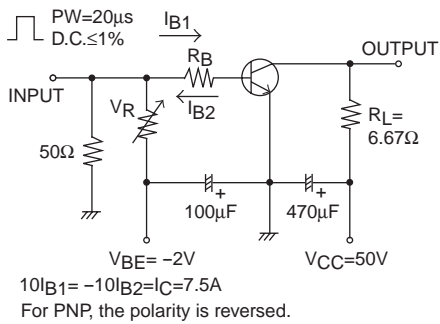 PW=20μs
D.C.≤1%
IB1
RB
OUTPUT
INPUT
VR
IB2
RL=
6.67Ω
50Ω
+
100μF
+
470μF
VBE= −2V
VCC=50V
10IB1= −10IB2=IC=7.5A
For PNP, the polarity is reversed.